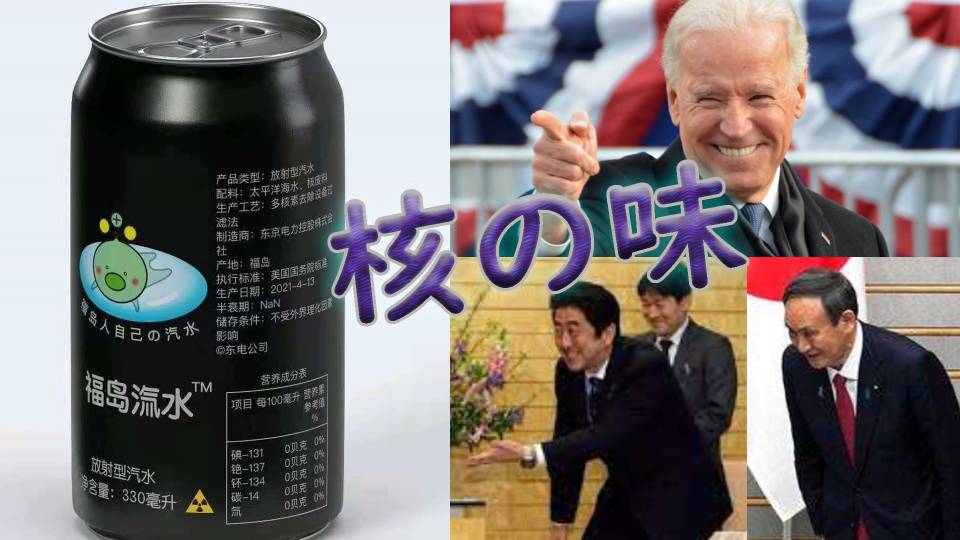 产品类型：放射型汽水
配料：太平洋海水、核废料
生产工艺：多核素去除设备过
滤法
制造商：东京电力控股株式会
社
产地：福岛
执行标准：美国国务院标准
生产日期：2021-4-13
半衰期：NaN
储存条件：不受外界理化因素
影响
©东电公司
福岛人自己の汽水
福岛汽水™
放射型汽水
净含量：330毫升
营养成分表
项目 每100毫升 营养素
参考值
%
碘-131 0贝克 0%
铯-137 0贝克 0%
-134 0贝克 0%
碳-14 0贝克 0%
氚 0贝克 0%
核の味